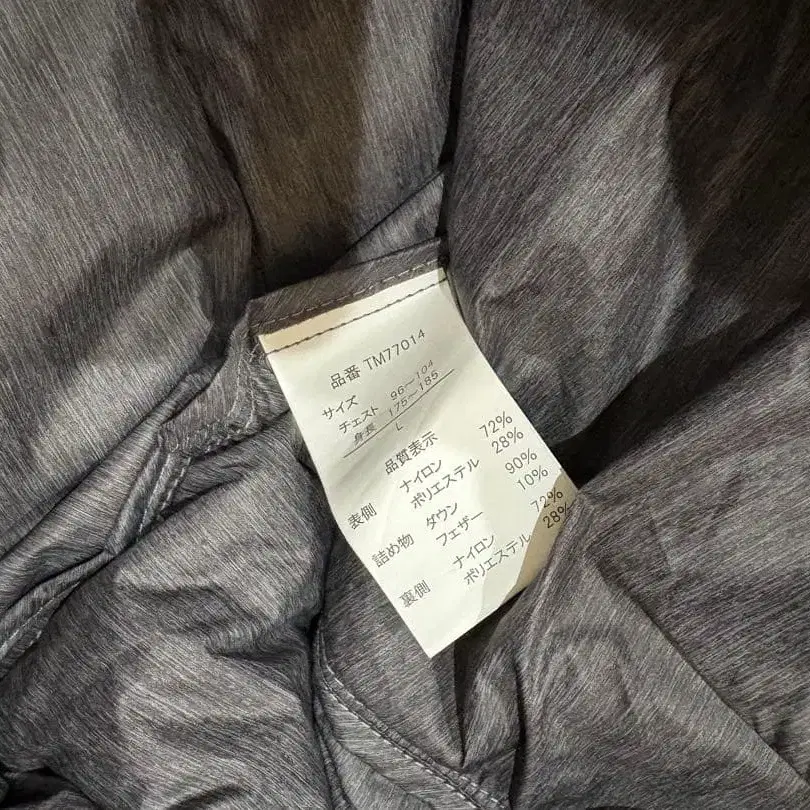 品番 TM77014
サイズ
チェスト 96～104
身長 175～185
L
品質表示
表側 ナイロン 72%
ポリエステル 28%
詰め物 ダウン 90%
フェザー 10%
裏側 ナイロン 72%
ポリエステル 28%